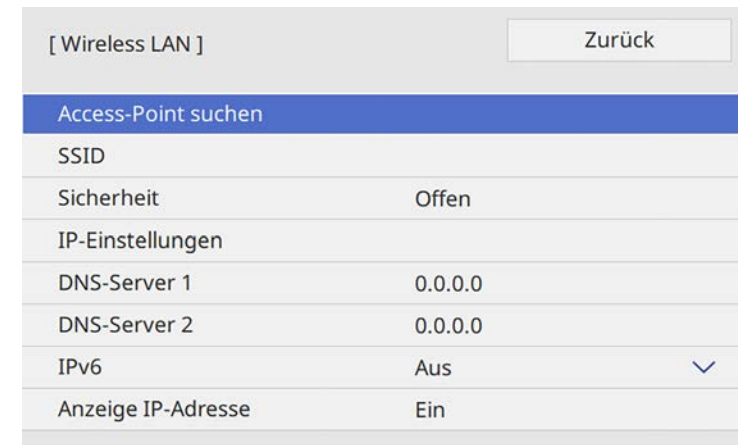 [ Wireless LAN ] Zurück
Access-Point suchen
SSID
Sicherheit Offen
IP-Einstellungen
DNS-Server 1 0.0.0.0
DNS-Server 2 0.0.0.0
IPv6 Aus
Anzeige IP-Adresse Ein